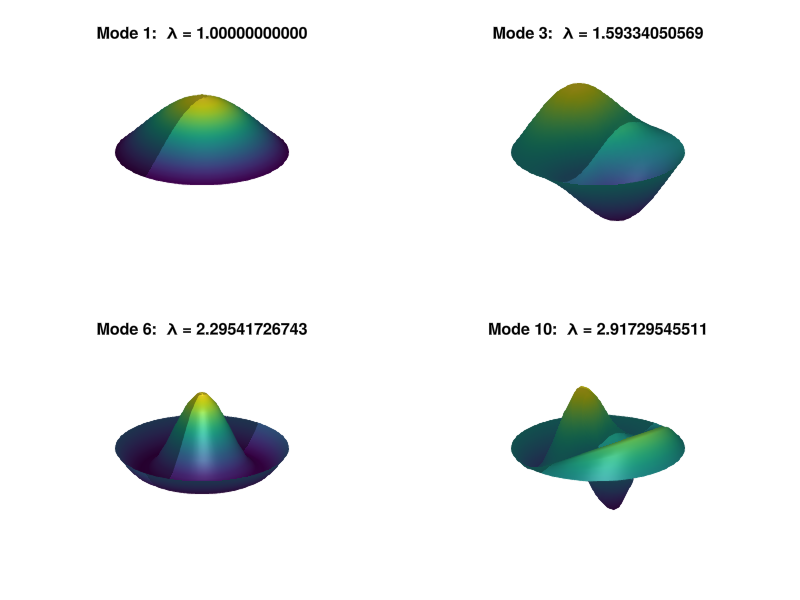 Mode 1:  λ = 1.00000000000
Mode 3:  λ = 1.59334050569
Mode 6:  λ = 2.29541726743
Mode 10:  λ = 2.91729545511